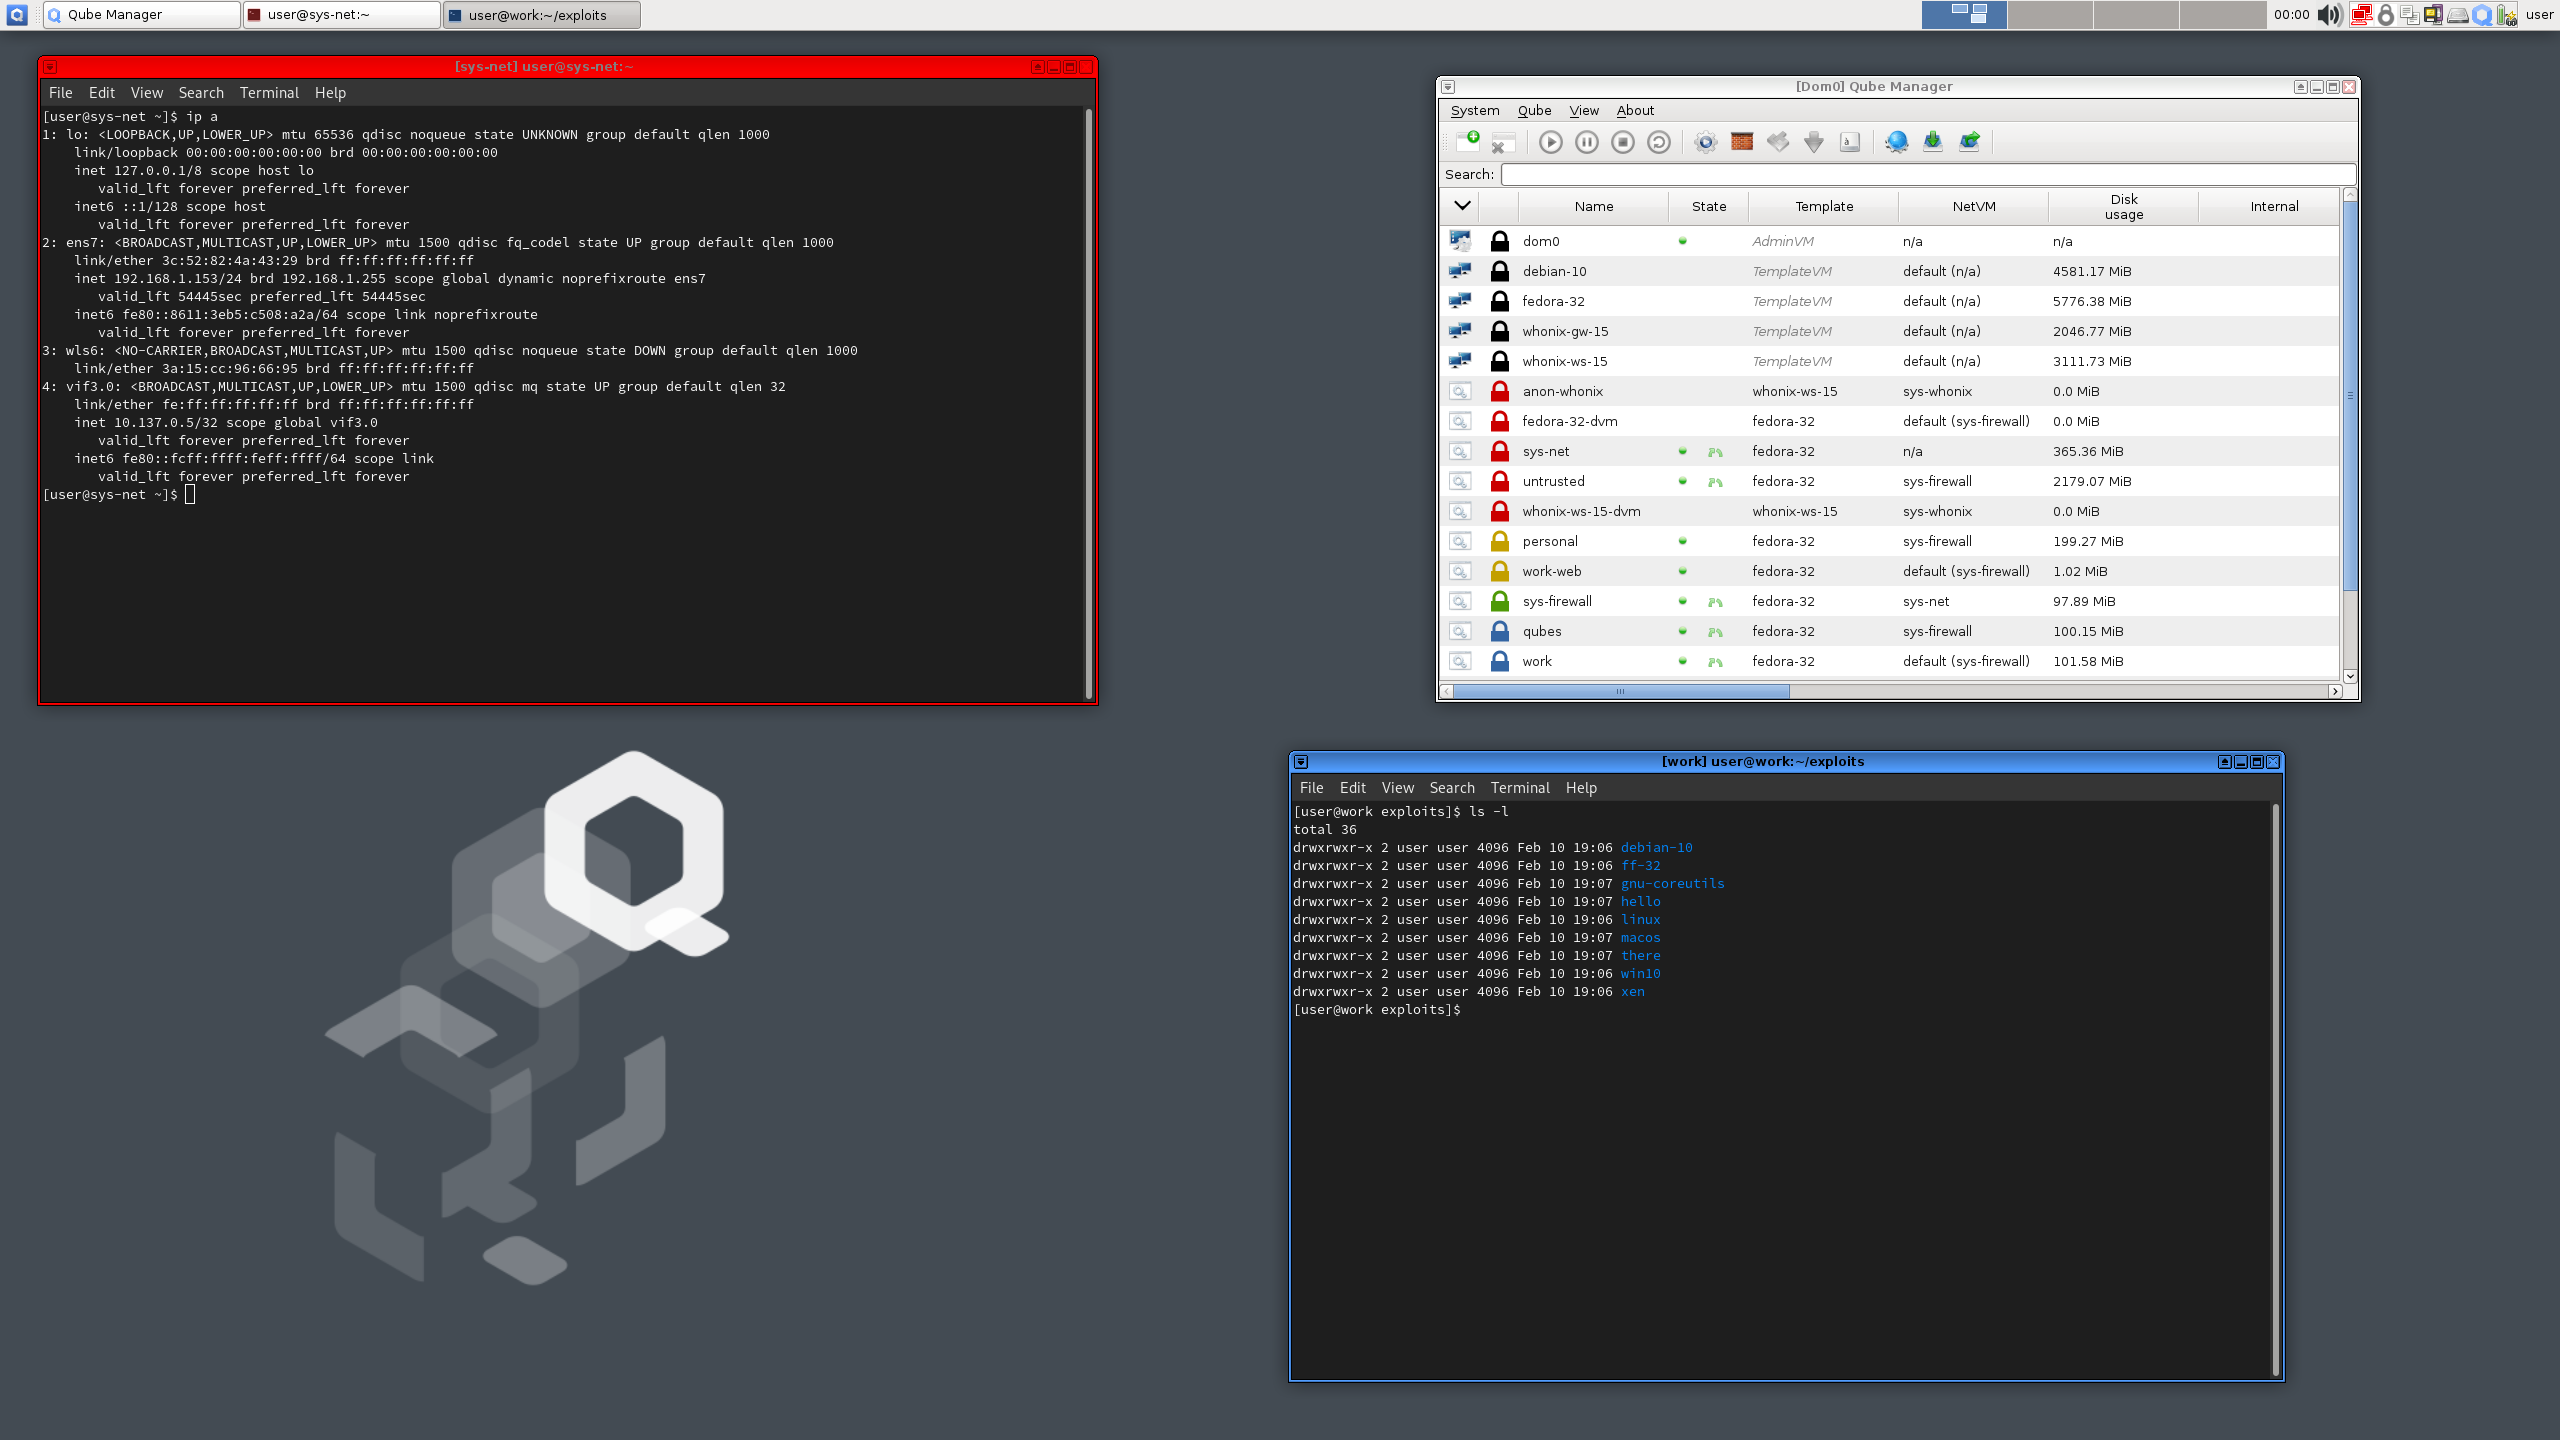 Qube Manager
user@sys-net:~
user@work:~/exploits
00:00
user
[sys-net] user@sys-net:~
File Edit View Search Terminal Help
[user@sys-net ~]$ ip a
1: lo: <LOOPBACK,UP,LOWER_UP> mtu 65536 qdisc noqueue state UNKNOWN group default qlen 1000
    link/loopback 00:00:00:00:00:00 brd 00:00:00:00:00:00
    inet 127.0.0.1/8 scope host lo
       valid_lft forever preferred_lft forever
    inet6 ::1/128 scope host
       valid_lft forever preferred_lft forever
2: ens7: <BROADCAST,MULTICAST,UP,LOWER_UP> mtu 1500 qdisc fq_codel state UP group default qlen 1000
    link/ether 3c:52:82:4a:43:29 brd ff:ff:ff:ff:ff:ff
    inet 192.168.1.153/24 brd 192.168.1.255 scope global dynamic noprefixroute ens7
       valid_lft 54445sec preferred_lft 54445sec
    inet6 fe80::8611:3eb5:c508:a2a/64 scope link noprefixroute
       valid_lft forever preferred_lft forever
3: wls6: <NO-CARRIER,BROADCAST,MULTICAST,UP> mtu 1500 qdisc noqueue state DOWN group default qlen 1000
    link/ether 3a:15:cc:96:66:95 brd ff:ff:ff:ff:ff:ff
4: vif3.0: <BROADCAST,MULTICAST,UP,LOWER_UP> mtu 1500 qdisc mq state UP group default qlen 32
    link/ether fe:ff:ff:ff:ff:ff brd ff:ff:ff:ff:ff:ff
    inet 10.137.0.5/32 scope global vif3.0
       valid_lft forever preferred_lft forever
    inet6 fe80::fcff:ffff:feff:ffff/64 scope link
       valid_lft forever preferred_lft forever
[user@sys-net ~]$
[Dom0] Qube Manager
System Qube View About
Search:
Name State Template NetVM Disk usage Internal
dom0 AdminVM n/a n/a
debian-10 TemplateVM default (n/a) 4581.17 MiB
fedora-32 TemplateVM default (n/a) 5776.38 MiB
whonix-gw-15 TemplateVM default (n/a) 2046.77 MiB
whonix-ws-15 TemplateVM default (n/a) 3111.73 MiB
anon-whonix whonix-ws-15 sys-whonix 0.0 MiB
fedora-32-dvm fedora-32 default (sys-firewall) 0.0 MiB
sys-net fedora-32 n/a 365.36 MiB
untrusted fedora-32 sys-firewall 2179.07 MiB
whonix-ws-15-dvm whonix-ws-15 sys-whonix 0.0 MiB
personal fedora-32 sys-firewall 199.27 MiB
work-web fedora-32 default (sys-firewall) 1.02 MiB
sys-firewall fedora-32 sys-net 97.89 MiB
qubes fedora-32 sys-firewall 100.15 MiB
work fedora-32 default (sys-firewall) 101.58 MiB
[work] user@work:~/exploits
File Edit View Search Terminal Help
[user@work exploits]$ ls -l
total 36
drwxrwxr-x 2 user user 4096 Feb 10 19:06 debian-10
drwxrwxr-x 2 user user 4096 Feb 10 19:06 ff-32
drwxrwxr-x 2 user user 4096 Feb 10 19:07 gnu-coreutils
drwxrwxr-x 2 user user 4096 Feb 10 19:07 hello
drwxrwxr-x 2 user user 4096 Feb 10 19:06 linux
drwxrwxr-x 2 user user 4096 Feb 10 19:07 macos
drwxrwxr-x 2 user user 4096 Feb 10 19:07 there
drwxrwxr-x 2 user user 4096 Feb 10 19:06 win10
drwxrwxr-x 2 user user 4096 Feb 10 19:06 xen
[user@work exploits]$